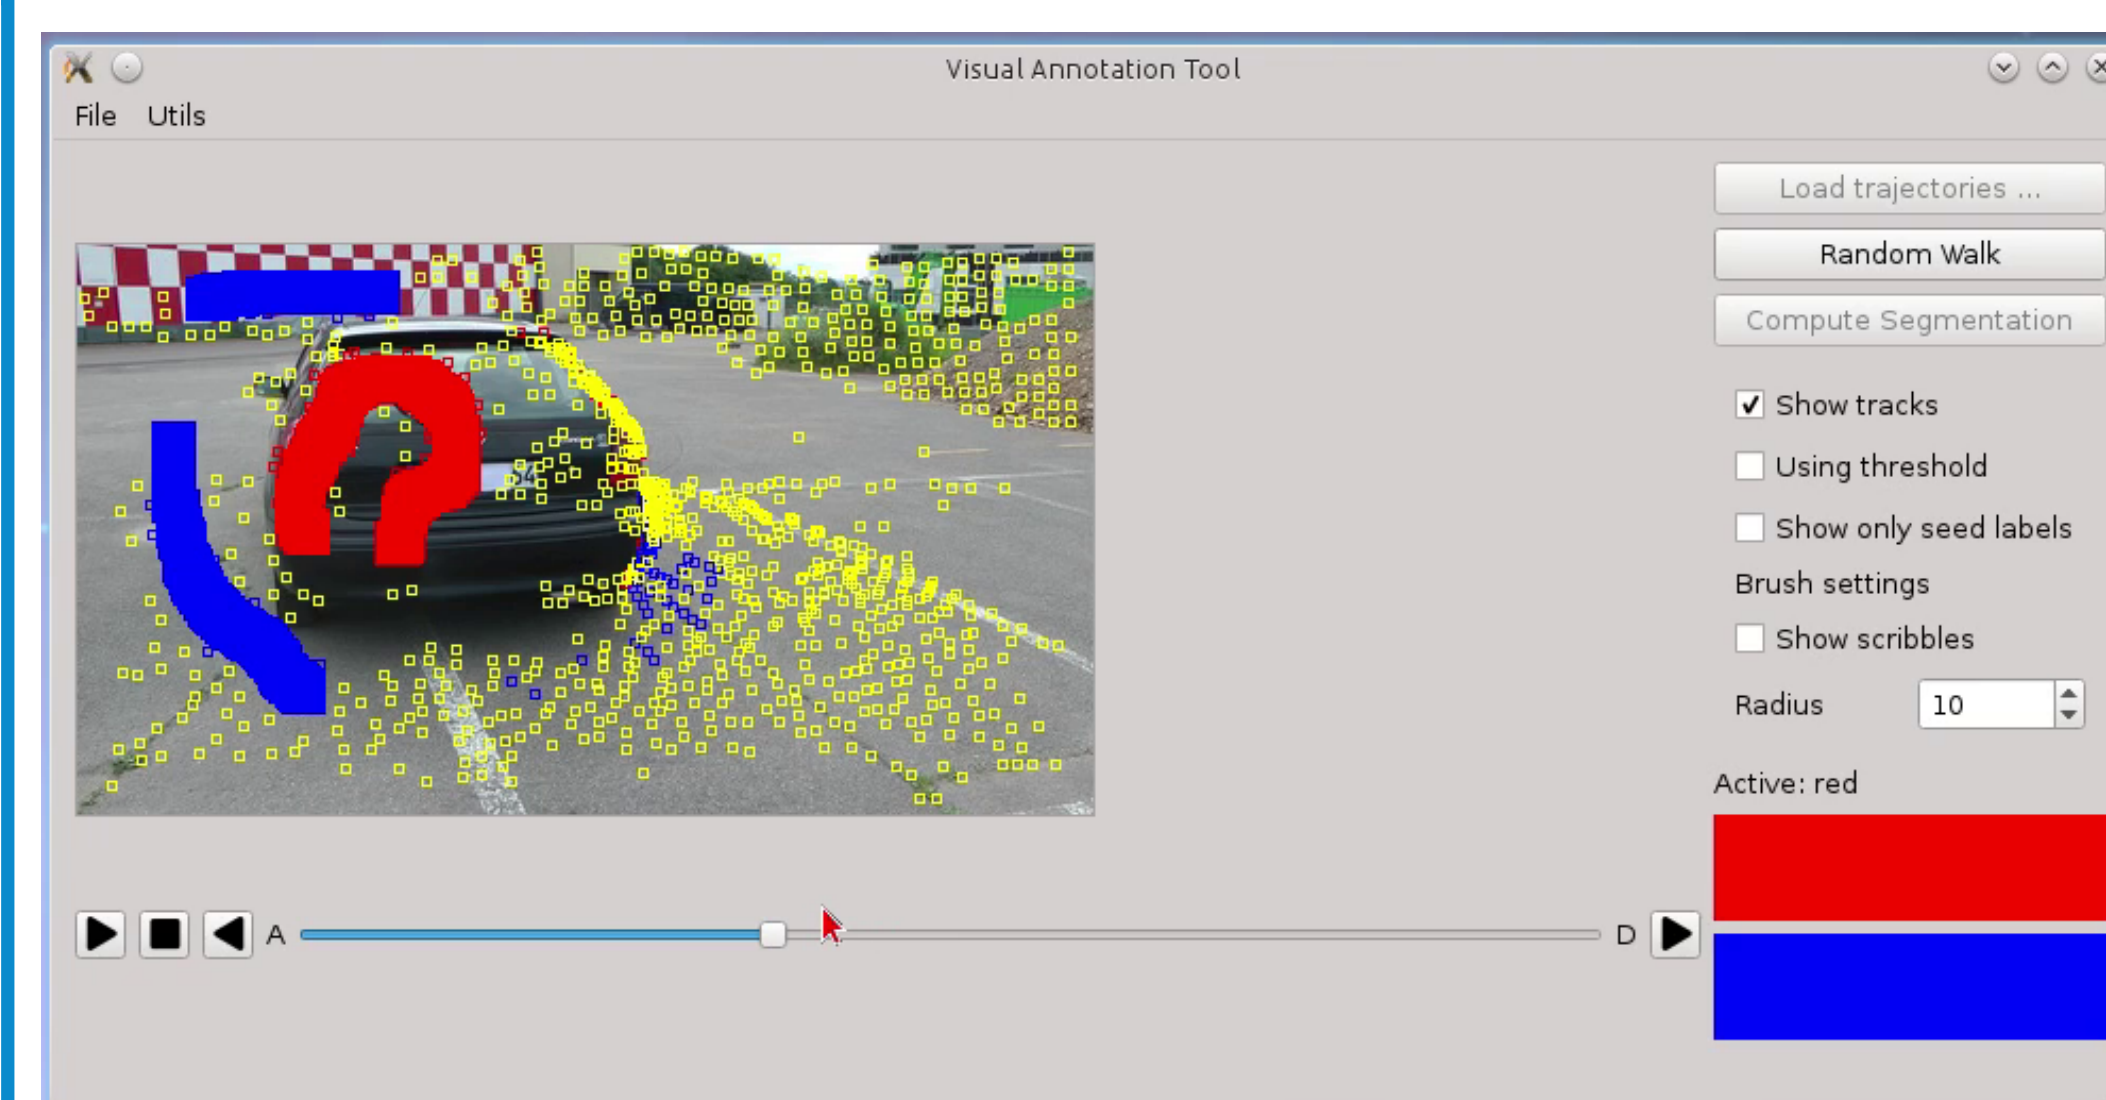 Visual Annotation Tool
File Utils
Load trajectories ...
Random Walk
Compute Segmentation
Show tracks
Using threshold
Show only seed labels
Brush settings
Show scribbles
Radius 10
Active: red
A D